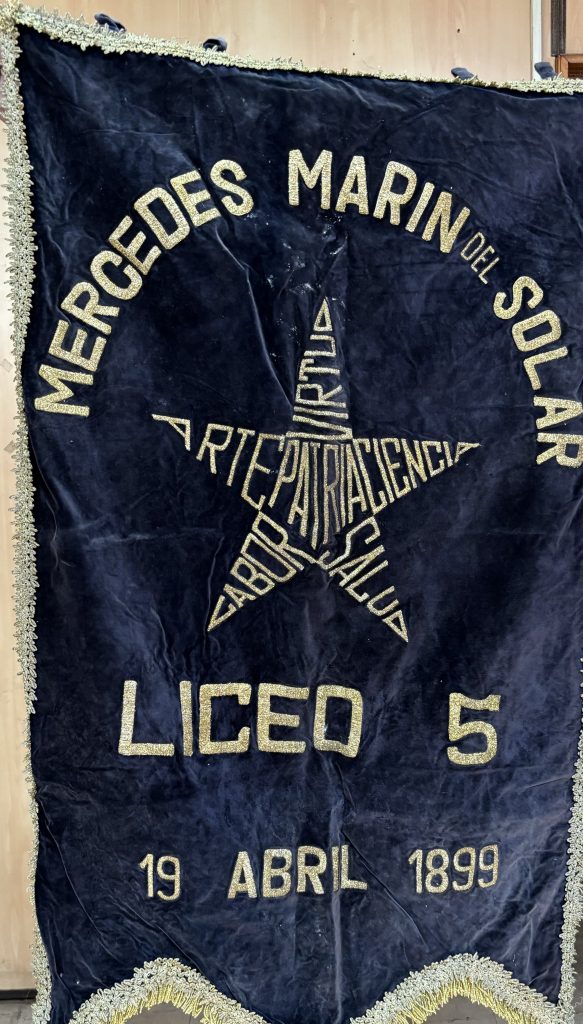 MERCEDES MARIN DEL SOLAR
VIRTUD
ARTE PATRIA CIENCIA
LABOR SALUD
LICEO 5
19 ABRIL 1899